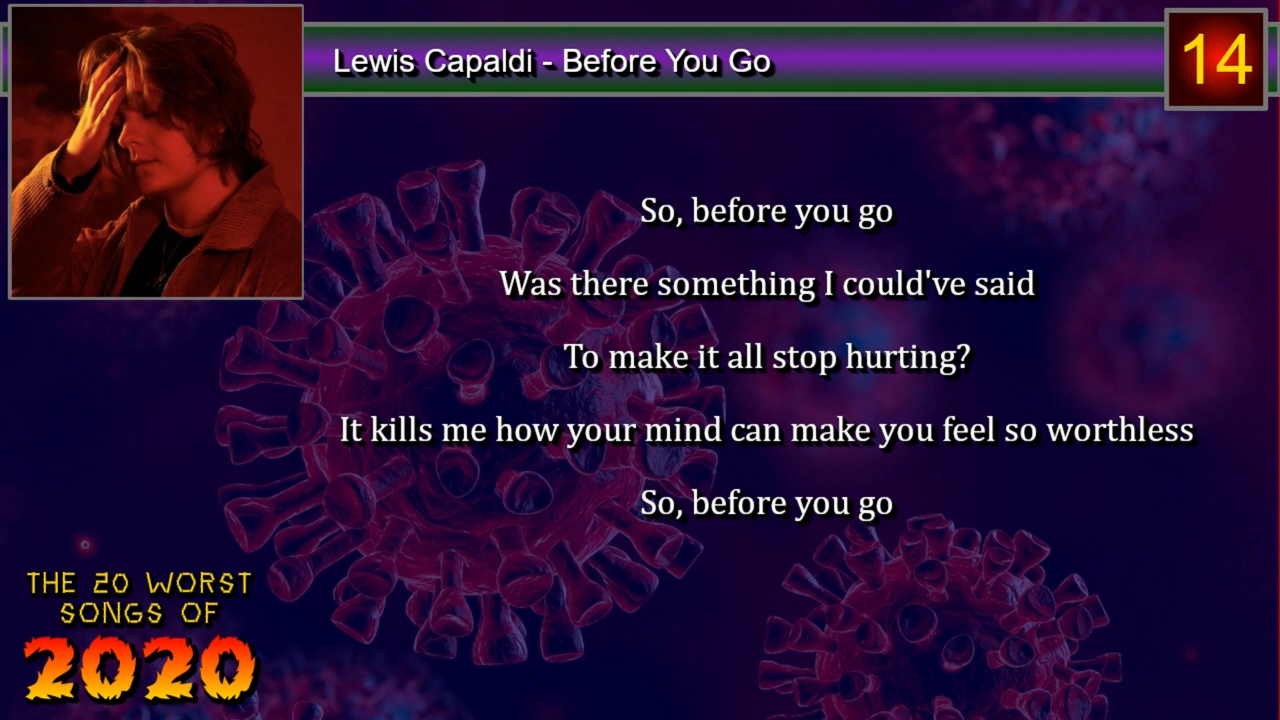 Lewis Capaldi - Before You Go
14
So, before you go
Was there something I could've said
To make it all stop hurting?
It kills me how your mind can make you feel so worthless
So, before you go
THE 20 WORST
SONGS OF
2020